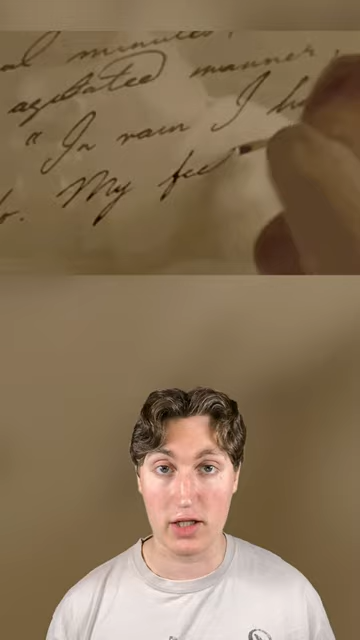 minutes,
agitated manner,
"In vain I
My fee